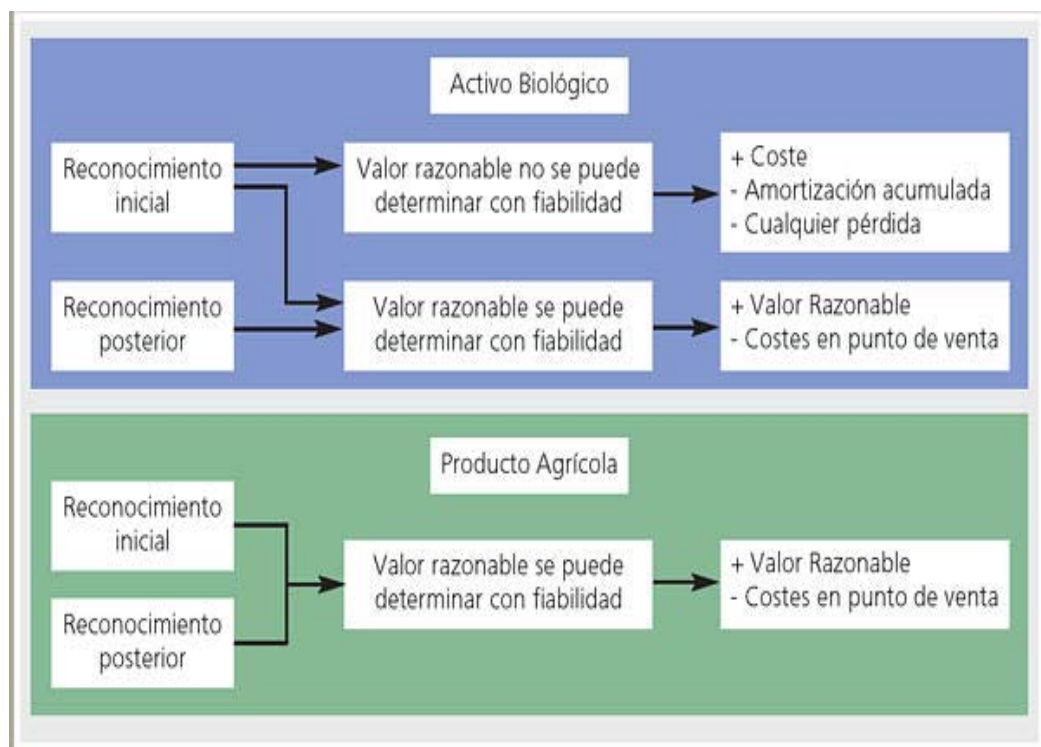 Activo Biológico
Reconocimiento
inicial
Valor razonable no se puede
determinar con fiabilidad
+ Coste
- Amortización acumulada
- Cualquier pérdida
Reconocimiento
posterior
Valor razonable se puede
determinar con fiabilidad
+ Valor Razonable
- Costes en punto de venta
Producto Agrícola
Reconocimiento
inicial
Valor razonable se puede
determinar con fiabilidad
+ Valor Razonable
- Costes en punto de venta
Reconocimiento
posterior